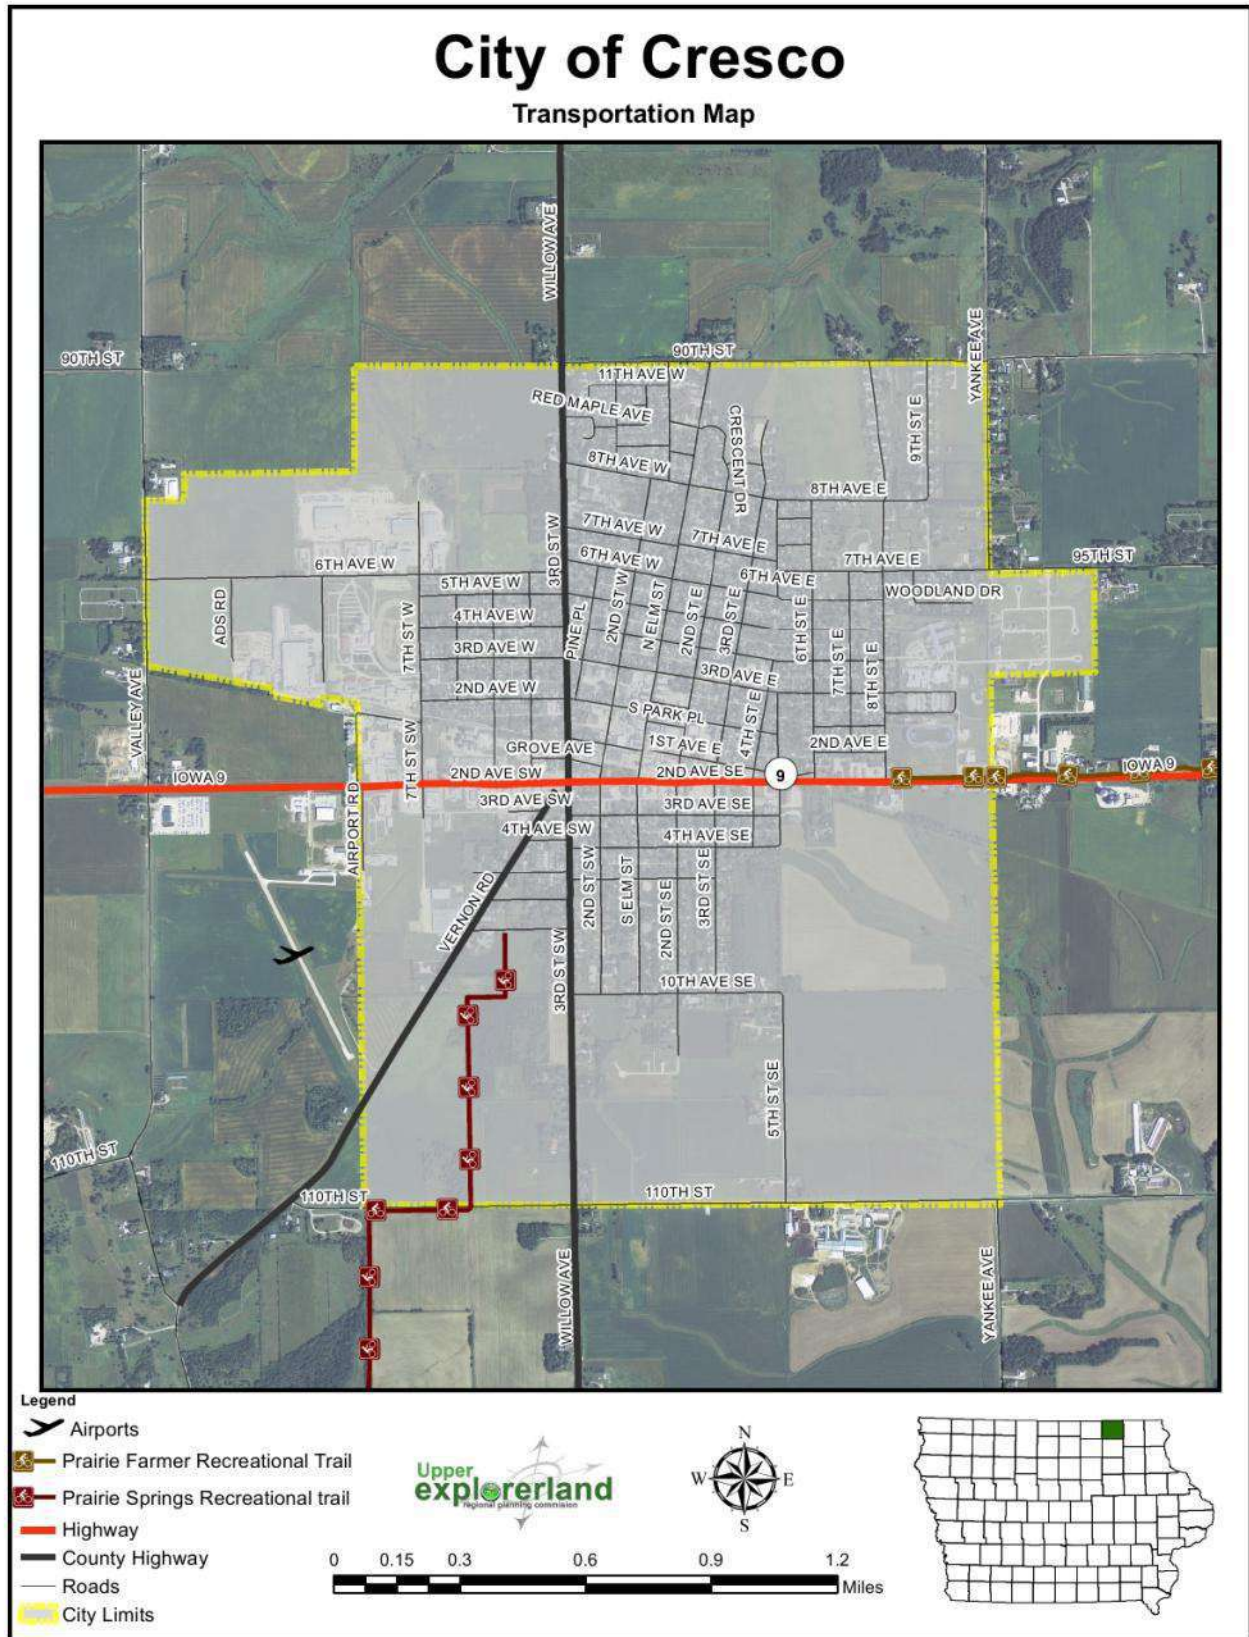 City of Cresco
Transportation Map
WILLOW AVE
90TH ST
90TH ST
YANKEE AVE
11TH AVE W
RED MAPLE AVE
CRESCENT DR
9TH ST E
8TH AVE W
8TH AVE E
7TH AVE W
7TH AVE E
7TH AVE E
95TH ST
3RD ST W
6TH AVE W
6TH AVE W
6TH AVE E
5TH AVE W
WOODLAND DR
ADS RD
4TH AVE W
2ND ST W
N ELM ST
2ND ST E
3RD ST E
6TH ST E
7TH ST W
PINE PL
3RD AVE W
3RD AVE E
7TH ST E
8TH ST E
2ND AVE W
S PARK PL
4TH ST E
VALLEY AVE
7TH ST SW
GROVE AVE
1ST AVE E
2ND AVE E
IOWA 9
2ND AVE SW
2ND AVE SE
9
IOWA 9
AIRPORT RD
3RD AVE SW
3RD AVE SE
4TH AVE SW
4TH AVE SE
VERNON RD
2ND ST SW
S ELM ST
2ND ST SE
3RD ST SE
3RD ST SW
10TH AVE SE
5TH ST SE
110TH ST
110TH ST
110TH ST
WILLOW AVE
YANKEE AVE
Legend
Airports
Prairie Farmer Recreational Trail
Prairie Springs Recreational trail
Highway
County Highway
Roads
City Limits
Upper
explorerland
regional planning commission
N
W E
S
0 0.15 0.3 0.6 0.9 1.2
Miles